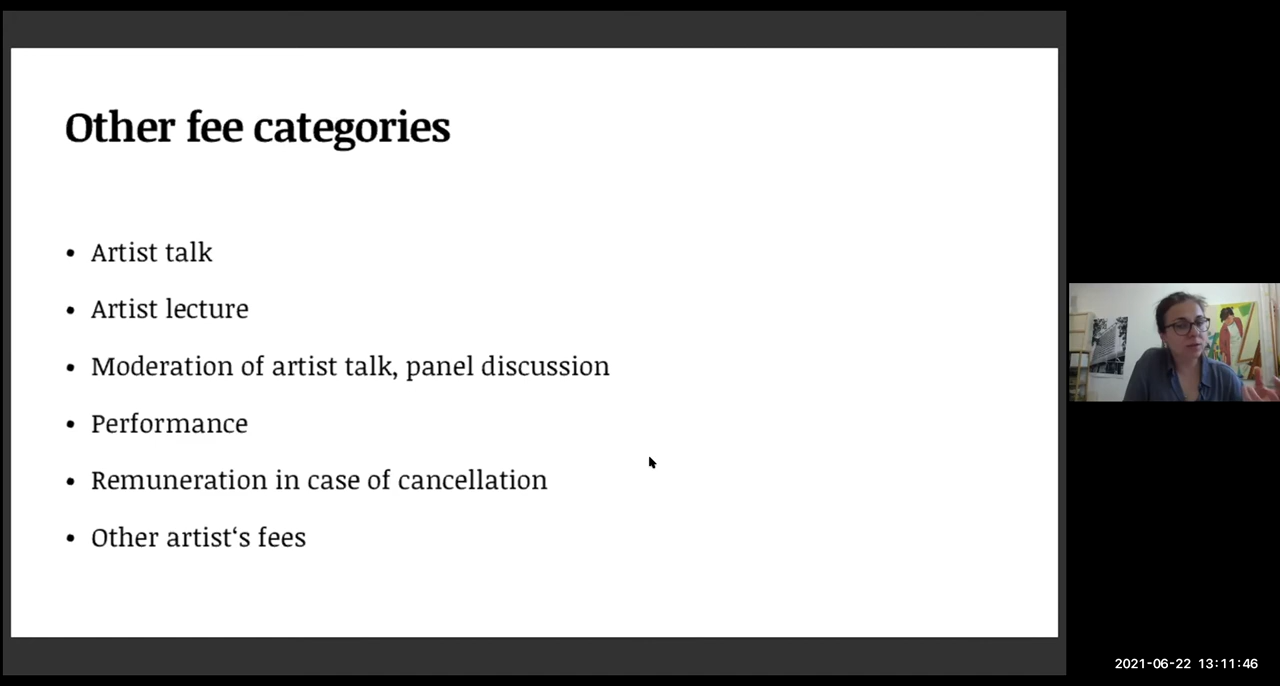 Other fee categories
• Artist talk
• Artist lecture
• Moderation of artist talk, panel discussion
• Performance
• Remuneration in case of cancellation
• Other artist‘s fees
2021-06-22 13:11:46